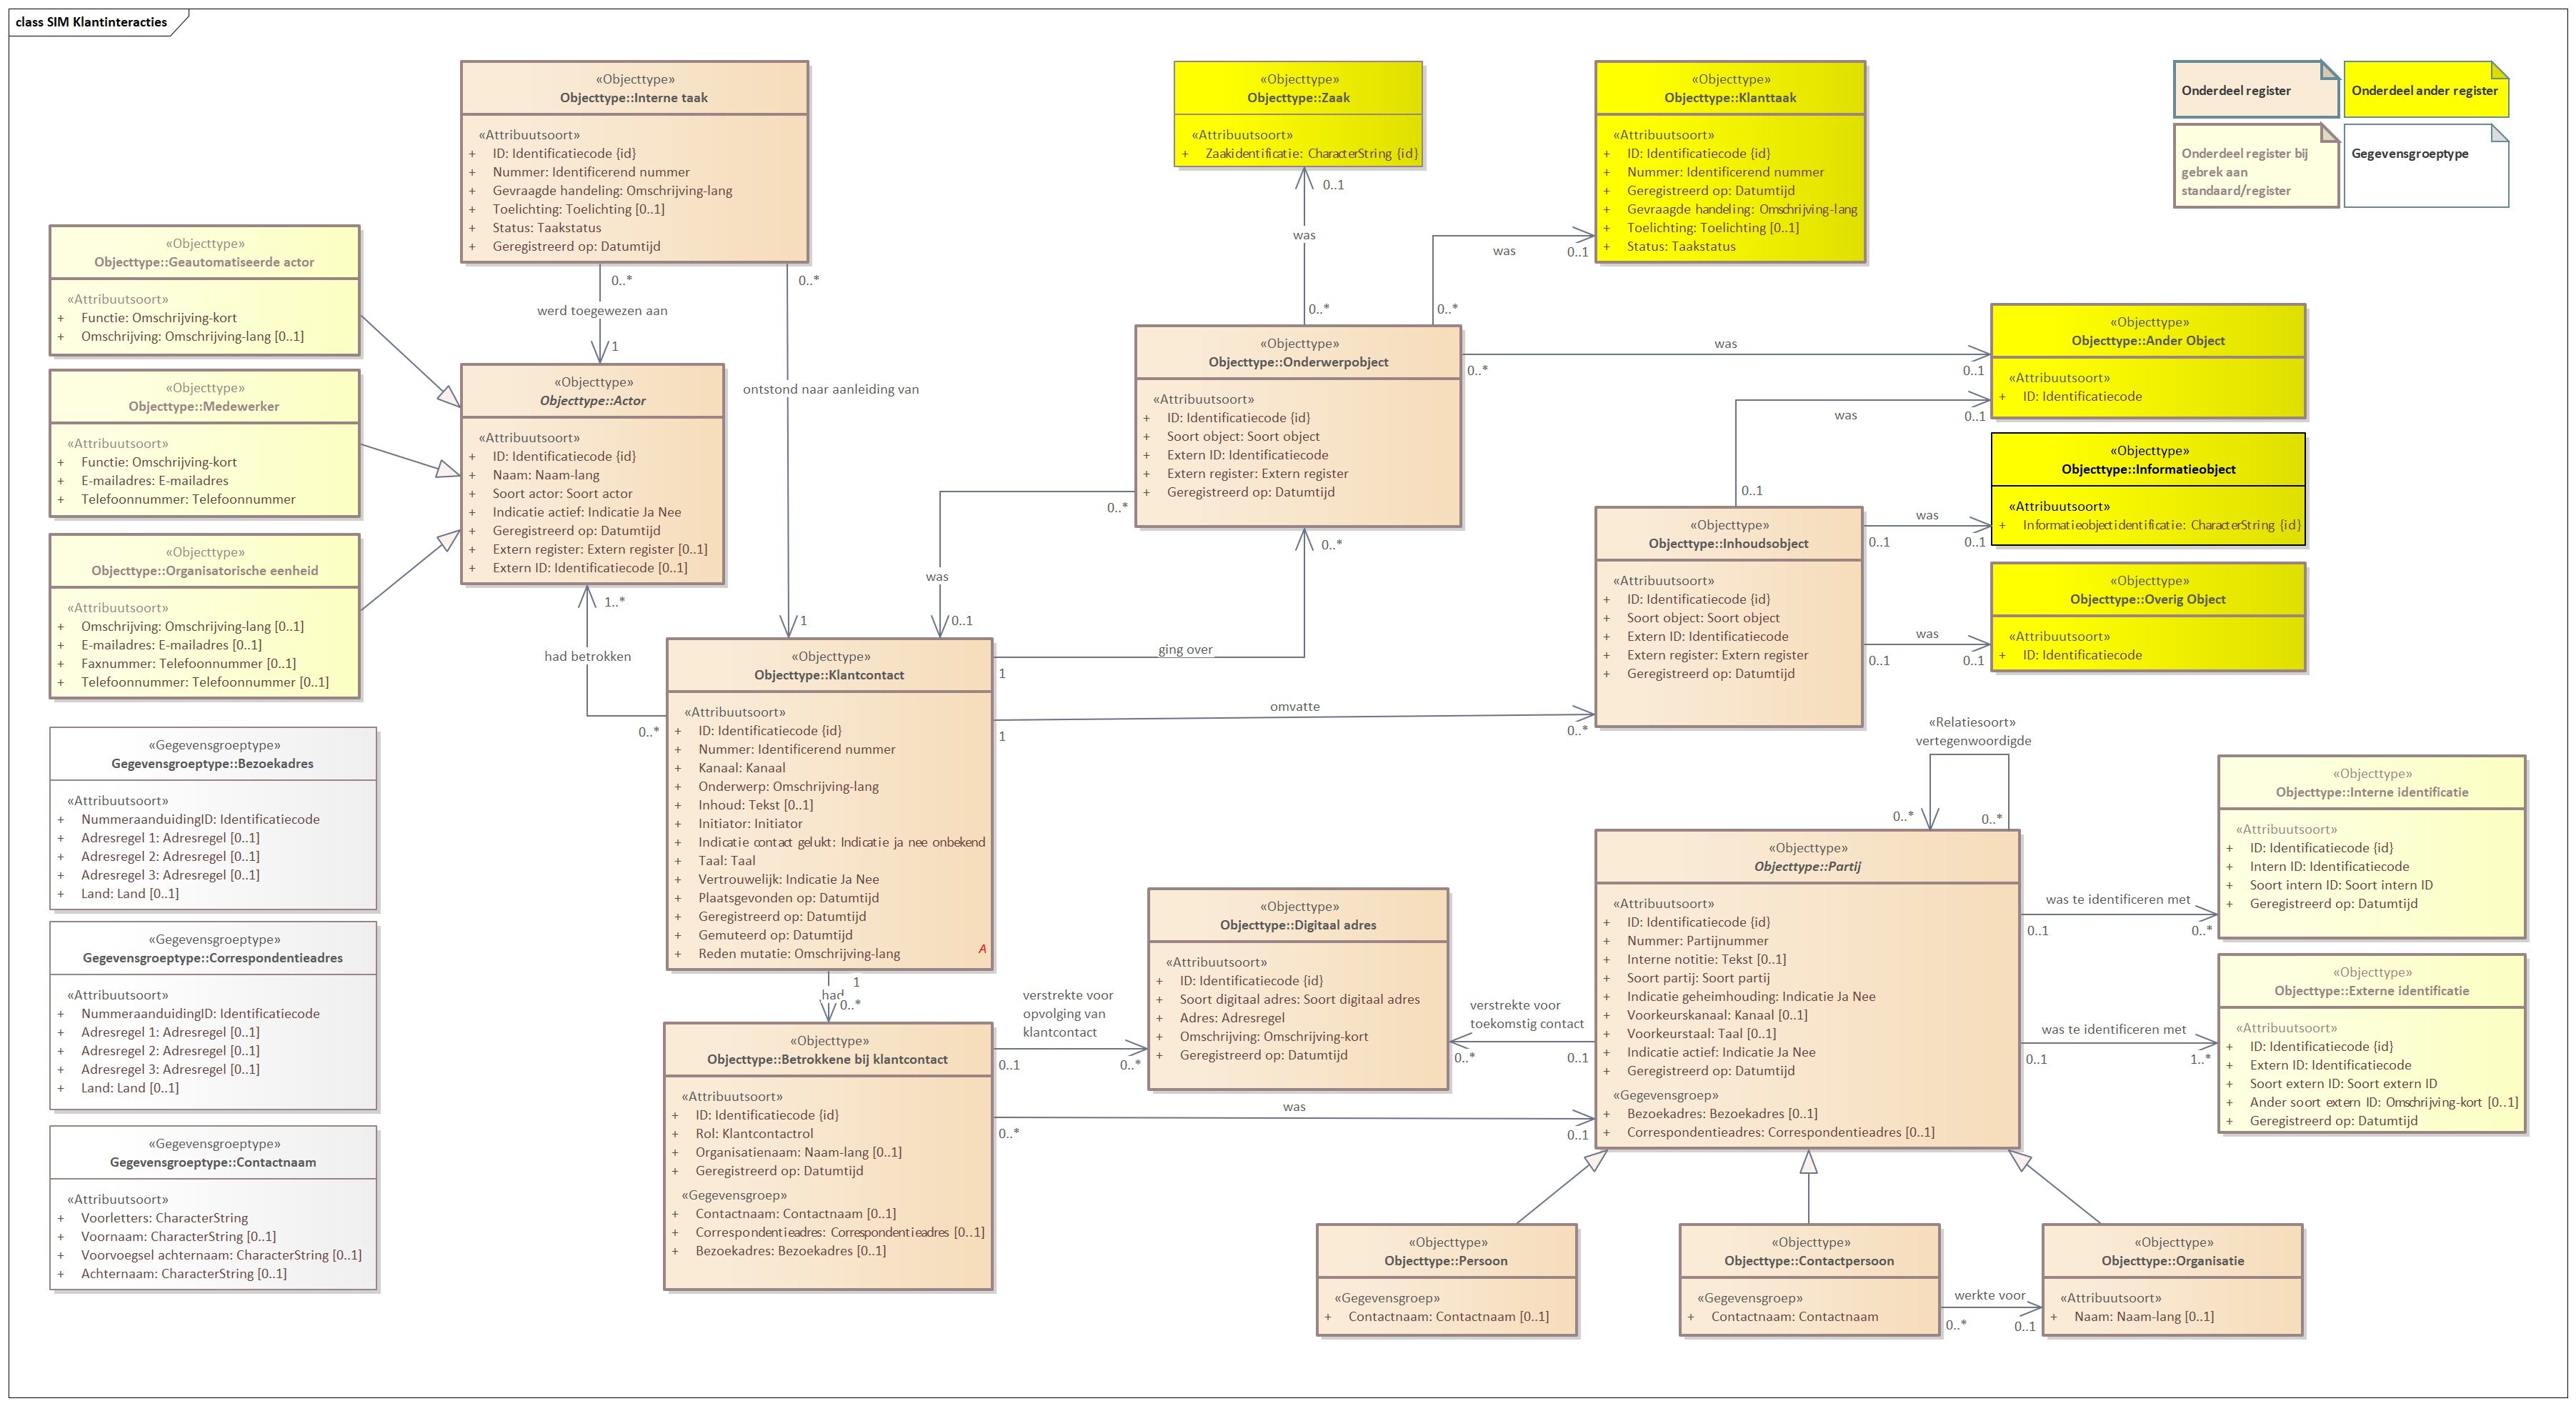 class SIM Klantinteracties
«Objecttype»
Objecttype::Interne taak
«Attribuutsoort»
+ ID: Identificatiecode {id}
+ Nummer: Identificerend nummer
+ Gevraagde handeling: Omschrijving-lang
+ Toelichting: Toelichting [0..1]
+ Status: Taakstatus
+ Geregistreerd op: Datumtijd
«Objecttype»
Objecttype::Zaak
«Attribuutsoort»
+ Zaakidentificatie: CharacterString {id}
«Objecttype»
Objecttype::Klanttaak
«Attribuutsoort»
+ ID: Identificatiecode {id}
+ Nummer: Identificerend nummer
+ Geregistreerd op: Datumtijd
+ Gevraagde handeling: Omschrijving-lang
+ Toelichting: Toelichting [0..1]
+ Status: Taakstatus
Onderdeel register
Onderdeel ander register
Onderdeel register bij
gebrek aan
standaard/register
Gegevensgroeptype
«Objecttype»
Objecttype::Geautomatiseerde actor
«Attribuutsoort»
+ Functie: Omschrijving-kort
+ Omschrijving: Omschrijving-lang [0..1]
«Objecttype»
Objecttype::Medewerker
«Attribuutsoort»
+ Functie: Omschrijving-kort
+ E-mailadres: E-mailadres
+ Telefoonnummer: Telefoonnummer
«Objecttype»
Objecttype::Organisatorische eenheid
«Attribuutsoort»
+ Omschrijving: Omschrijving-lang [0..1]
+ E-mailadres: E-mailadres [0..1]
+ Faxnummer: Telefoonnummer [0..1]
+ Telefoonnummer: Telefoonnummer [0..1]
0..*
werd toegewezen aan
1
0..*
ontstond naar aanleiding van
1
«Objecttype»
Objecttype::Actor
«Attribuutsoort»
+ ID: Identificatiecode {id}
+ Naam: Naam-lang
+ Soort actor: Soort actor
+ Indicatie actief: Indicatie Ja Nee
+ Geregistreerd op: Datumtijd
+ Extern register: Extern register [0..1]
+ Extern ID: Identificatiecode [0..1]
1..*
had betrokken
0..*
0..1
was
0..*
was
0..1
0..*
«Objecttype»
Objecttype::Onderwerpobject
«Attribuutsoort»
+ ID: Identificatiecode {id}
+ Soort object: Soort object
+ Extern ID: Identificatiecode
+ Extern register: Extern register
+ Geregistreerd op: Datumtijd
was
0..*
0..1
0..*
was
0..1
0..*
ging over
1
«Objecttype»
Objecttype::Ander Object
«Attribuutsoort»
+ ID: Identificatiecode
was
0..1
0..1
«Objecttype»
Objecttype::Informatieobject
«Attribuutsoort»
+ Informatieobjectidentificatie: CharacterString {id}
«Objecttype»
Objecttype::Inhoudsobject
«Attribuutsoort»
+ ID: Identificatiecode {id}
+ Soort object: Soort object
+ Extern ID: Identificatiecode
+ Extern register: Extern register
+ Geregistreerd op: Datumtijd
was
0..1
0..1
«Objecttype»
Objecttype::Overig Object
«Attribuutsoort»
+ ID: Identificatiecode
was
0..1
0..1
«Objecttype»
Objecttype::Klantcontact
«Attribuutsoort»
+ ID: Identificatiecode {id}
+ Nummer: Identificerend nummer
+ Kanaal: Kanaal
+ Onderwerp: Omschrijving-lang
+ Inhoud: Tekst [0..1]
+ Initiator: Initiator
+ Indicatie contact gelukt: Indicatie ja nee onbekend
+ Taal: Taal
+ Vertrouwelijk: Indicatie Ja Nee
+ Plaatsgevonden op: Datumtijd
+ Geregistreerd op: Datumtijd
+ Gemuteerd op: Datumtijd
+ Reden mutatie: Omschrijving-lang
A
omvatte
1
0..*
«Gegevensgroeptype»
Gegevensgroeptype::Bezoekadres
«Attribuutsoort»
+ NummeraanduidingID: Identificatiecode
+ Adresregel 1: Adresregel [0..1]
+ Adresregel 2: Adresregel [0..1]
+ Adresregel 3: Adresregel [0..1]
+ Land: Land [0..1]
«Gegevensgroeptype»
Gegevensgroeptype::Correspondentieadres
«Attribuutsoort»
+ NummeraanduidingID: Identificatiecode
+ Adresregel 1: Adresregel [0..1]
+ Adresregel 2: Adresregel [0..1]
+ Adresregel 3: Adresregel [0..1]
+ Land: Land [0..1]
«Gegevensgroeptype»
Gegevensgroeptype::Contactnaam
«Attribuutsoort»
+ Voorletters: CharacterString
+ Voornaam: CharacterString [0..1]
+ Voorvoegsel achternaam: CharacterString [0..1]
+ Achternaam: CharacterString [0..1]
1
had
0..*
«Objecttype»
Objecttype::Betrokkene bij klantcontact
«Attribuutsoort»
+ ID: Identificatiecode {id}
+ Rol: Klantcontactrol
+ Organisatienaam: Naam-lang [0..1]
+ Geregistreerd op: Datumtijd
«Gegevensgroep»
+ Contactnaam: Contactnaam [0..1]
+ Correspondentieadres: Correspondentieadres [0..1]
+ Bezoekadres: Bezoekadres [0..1]
verstrekte voor
opvolging van
klantcontact
0..1
0..*
«Objecttype»
Objecttype::Digitaal adres
«Attribuutsoort»
+ ID: Identificatiecode {id}
+ Soort digitaal adres: Soort digitaal adres
+ Adres: Adresregel
+ Omschrijving: Omschrijving-kort
+ Geregistreerd op: Datumtijd
verstrekte voor
toekomstig contact
0..*
0..1
was
0..*
0..1
«Relatiesoort»
vertegenwoordigde
0..*
0..*
«Objecttype»
Objecttype::Partij
«Attribuutsoort»
+ ID: Identificatiecode {id}
+ Nummer: Partijnummer
+ Interne notitie: Tekst [0..1]
+ Soort partij: Soort partij
+ Indicatie geheimhouding: Indicatie Ja Nee
+ Voorkeurskanaal: Kanaal [0..1]
+ Voorkeurstaal: Taal [0..1]
+ Indicatie actief: Indicatie Ja Nee
+ Geregistreerd op: Datumtijd
«Gegevensgroep»
+ Bezoekadres: Bezoekadres [0..1]
+ Correspondentieadres: Correspondentieadres [0..1]
was te identificeren met
0..1
0..*
«Objecttype»
Objecttype::Interne identificatie
«Attribuutsoort»
+ ID: Identificatiecode {id}
+ Intern ID: Identificatiecode
+ Soort intern ID: Soort intern ID
+ Geregistreerd op: Datumtijd
was te identificeren met
0..1
1..*
«Objecttype»
Objecttype::Externe identificatie
«Attribuutsoort»
+ ID: Identificatiecode {id}
+ Extern ID: Identificatiecode
+ Soort extern ID: Soort extern ID
+ Ander soort extern ID: Omschrijving-kort [0..1]
+ Geregistreerd op: Datumtijd
«Objecttype»
Objecttype::Persoon
«Gegevensgroep»
+ Contactnaam: Contactnaam [0..1]
«Objecttype»
Objecttype::Contactpersoon
«Gegevensgroep»
+ Contactnaam: Contactnaam
werkte voor
0..*
0..1
«Objecttype»
Objecttype::Organisatie
«Attribuutsoort»
+ Naam: Naam-lang [0..1]